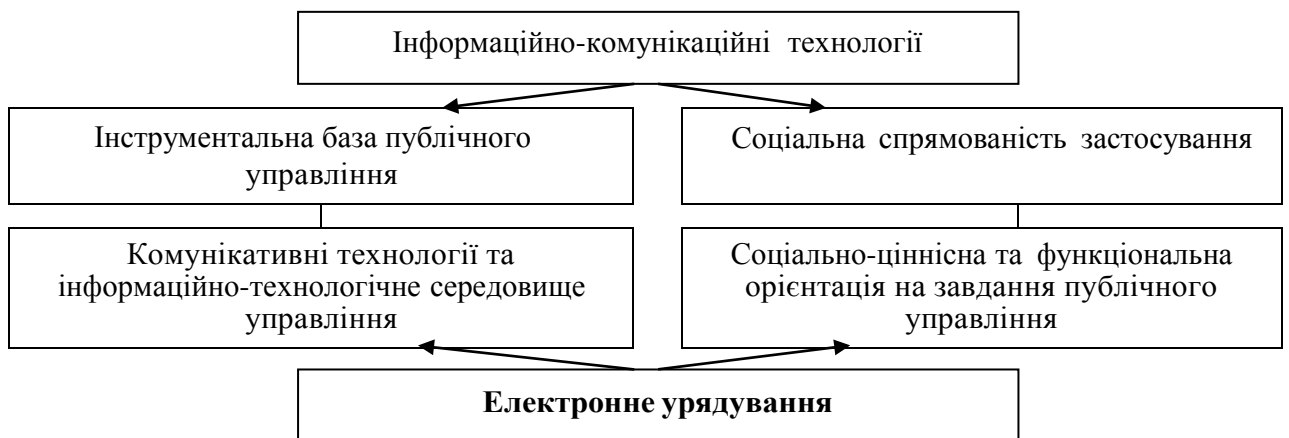 Інформаційно-комунікаційні технології
Інструментальна база публічного
управління
Соціальна спрямованість застосування
Комунікативні технології та
інформаційно-технологічне середовище
управління
Соціально-ціннісна та функціональна
орієнтація на завдання публічного
управління
Електронне урядування